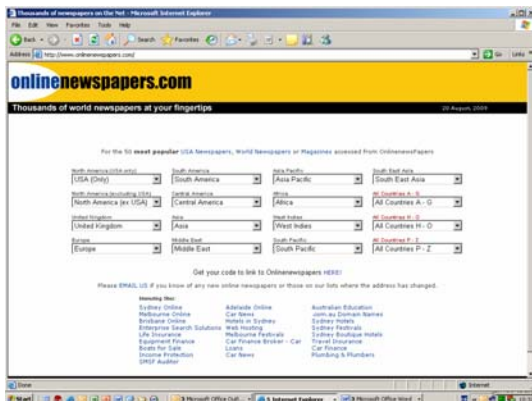 Thousands of newspapers on the Net - Microsoft Internet Explorer
File Edit View Favorites Tools Help
Back Search Favorites
Address http://www.onlinenewspapers.com/ Go Links
onlinenewspapers.com
Thousands of world newspapers at your fingertips 20 August, 2009
For the 50 most popular USA Newspapers, World Newspapers or Magazines assessed from OnlinenewsPapers
North America (USA only) South America Asia Pacific South East Asia
USA (Only) South America Asia Pacific South East Asia
North America (excluding USA) Central America Africa All Countries A - G
North America (ex USA) Central America Africa All Countries A - G
United Kingdom Asia West Indies All Countries H - O
United Kingdom Asia West Indies All Countries H - O
Europe Middle East South Pacific All Countries P - Z
Europe Middle East South Pacific All Countries P - Z
Get your code to link to Onlinenewspapers HERE!
Please EMAIL US if you know of any new online newspapers or those on our lists where the address has changed.
Sydney Online Adelaide Online Australian Education
Melbourne Online Car News .com.au Domain Names
Brisbane Online Hotels in Sydney Sydney Hotels
Enterprise Search Solutions Web Hosting Sydney Festivals
Life Insurance Melbourne Festivals Sydney Boutique Hotels
Equipment Finance Car Finance Broker - Car Travel Insurance
Boats for Sale Loans Car Finance
Income Protection Car News Plumbing & Plumbers
SMSF Auditor
Done Internet
Start 3 Microsoft Office Out... 5 Internet Explorer 3 Microsoft Office Word